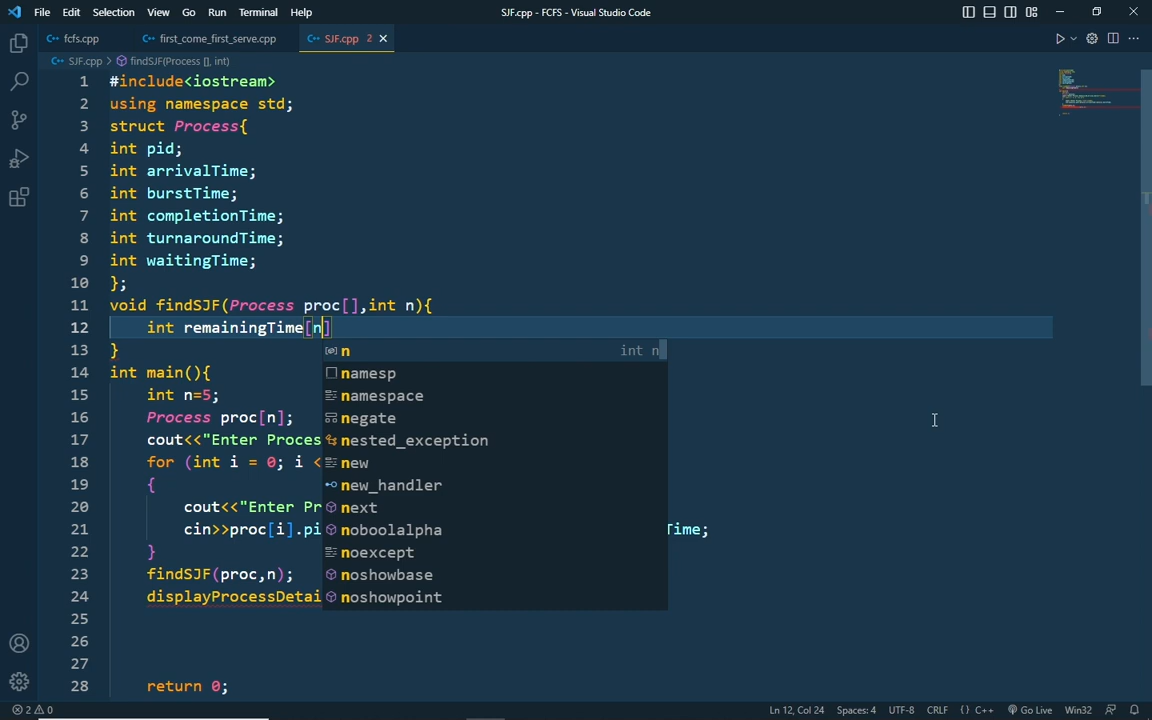 File Edit Selection View Go Run Terminal Help SJF.cpp - FCFS - Visual Studio Code
fcfs.cpp first_come_first_serve.cpp SJF.cpp 2
SJF.cpp > findSJF(Process [], int)
1 #include<iostream>
2 using namespace std;
3 struct Process{
4 int pid;
5 int arrivalTime;
6 int burstTime;
7 int completionTime;
8 int turnaroundTime;
9 int waitingTime;
10 };
11 void findSJF(Process proc[],int n){
12 int remainingTime[n]
13 }
n int n
14 int main(){
namesp
15 int n=5;
namespace
16 Process proc[n];
negate
17 cout<<"Enter Proces
nested_exception
18 for (int i = 0; i <
new
19 {
new_handler
20 cout<<"Enter Pr
next
21 cin>>proc[i].pi Time;
noboolalpha
22 }
noexcept
23 findSJF(proc,n);
noshowbase
24 displayProcessDetai
noshowpoint
25
26
27
28 return 0;
2 0 Ln 12, Col 24 Spaces: 4 UTF-8 CRLF {} C++ Go Live Win32